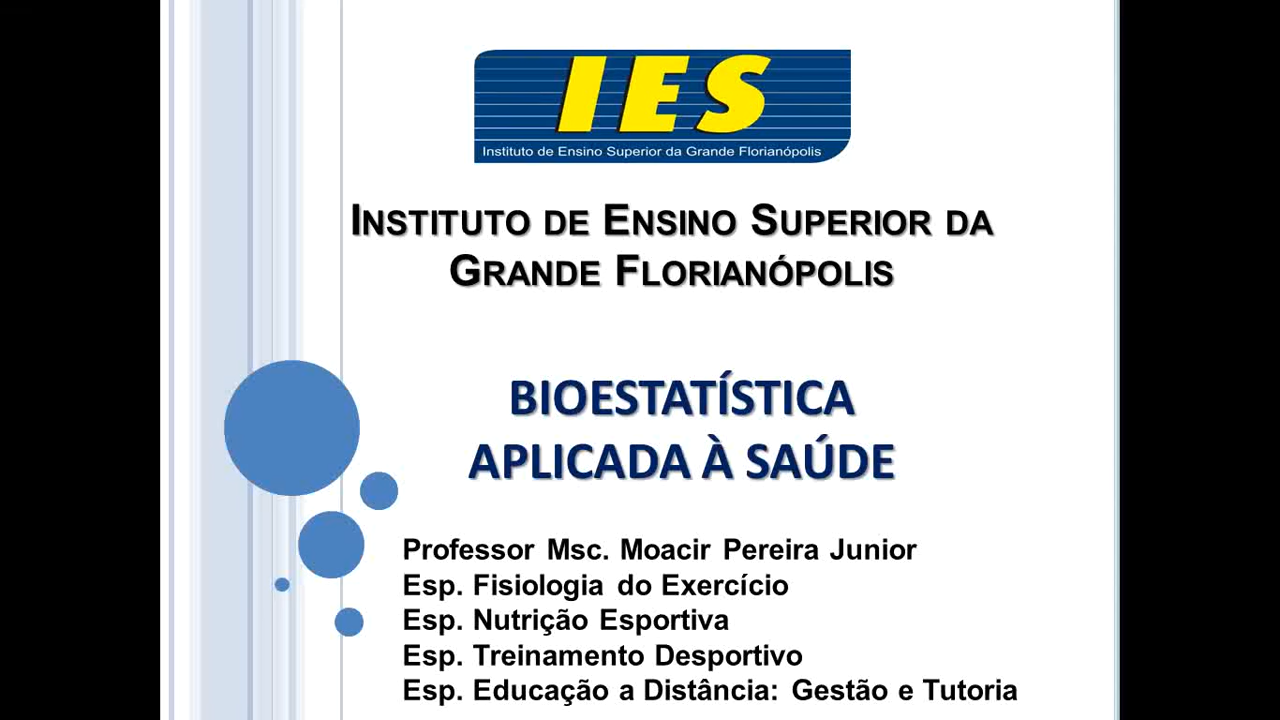 IES
Instituto de Ensino Superior da Grande Florianópolis
INSTITUTO DE ENSINO SUPERIOR DA
GRANDE FLORIANÓPOLIS
BIOESTATÍSTICA
APLICADA À SAÚDE
Professor Msc. Moacir Pereira Junior
Esp. Fisiologia do Exercício
Esp. Nutrição Esportiva
Esp. Treinamento Desportivo
Esp. Educação a Distância: Gestão e Tutoria